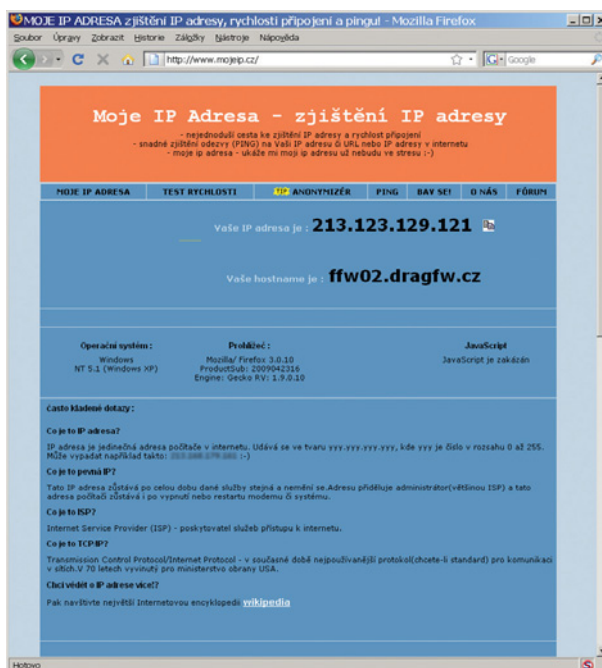 MOJE IP ADRESA zjištění IP adresy, rychlosti připojení a pingu! - Mozilla Firefox
Soubor Úpravy Zobrazit Historie Záložky Nástroje Nápověda
http://www.mojeip.cz/ Google
Moje IP Adresa - zjištění IP adresy
- nejednoduší cesta ke zjištění IP adresy a rychlost připojení
- snadné zjištění odezvy (PING) na Vaši IP adresu či URL nebo IP adresy v internetu
- moje ip adresa - ukáže mi moji ip adresu už nebudu ve stresu :-)
MOJE IP ADRESA TEST RYCHLOSTI TIP ANONYMIZÉR PING BAV SE! O NÁS FÓRUM
Vaše IP adresa je : 213.123.129.121
Vaše hostname je : ffw02.dragfw.cz
Operační systém : Prohlížeč : JavaScript
Windows Mozilla/ Firefox 3.0.10 JavaScript je zakázán
NT 5.1 (Windows XP) ProductSub: 2009042316
Engine: Gecko RV: 1.9.0.10
často kladené dotazy :
Co je to IP adresa?
IP adresa je jedinečná adresa počítače v internetu. Udává se ve tvaru yyy.yyy.yyy.yyy, kde yyy je číslo v rozsahu 0 až 255.
Může vypadat například takto: :-)
Co je to pevná IP?
Tato IP adresa zůstává po celou dobu dané služby stejná a nemění se.Adresu přiděluje administrátor(většinou ISP) a tato
adresa počítači zůstává i po vypnutí nebo restartu modemu či systému.
Co je to ISP?
Internet Service Provider (ISP) - poskytovatel služeb přístupu k internetu.
Co je to TCP/IP?
Transmission Control Protocol/Internet Protocol - v současné době nejpoužívanější protokol(chcete-li standard) pro komunikaci
v sítích.V 70 letech vyvinutý pro ministerstvo obrany USA.
Chci vědět o IP adrese více!?
Pak navštivte největší Internetovou encyklopedii wikipedia
Hotovo